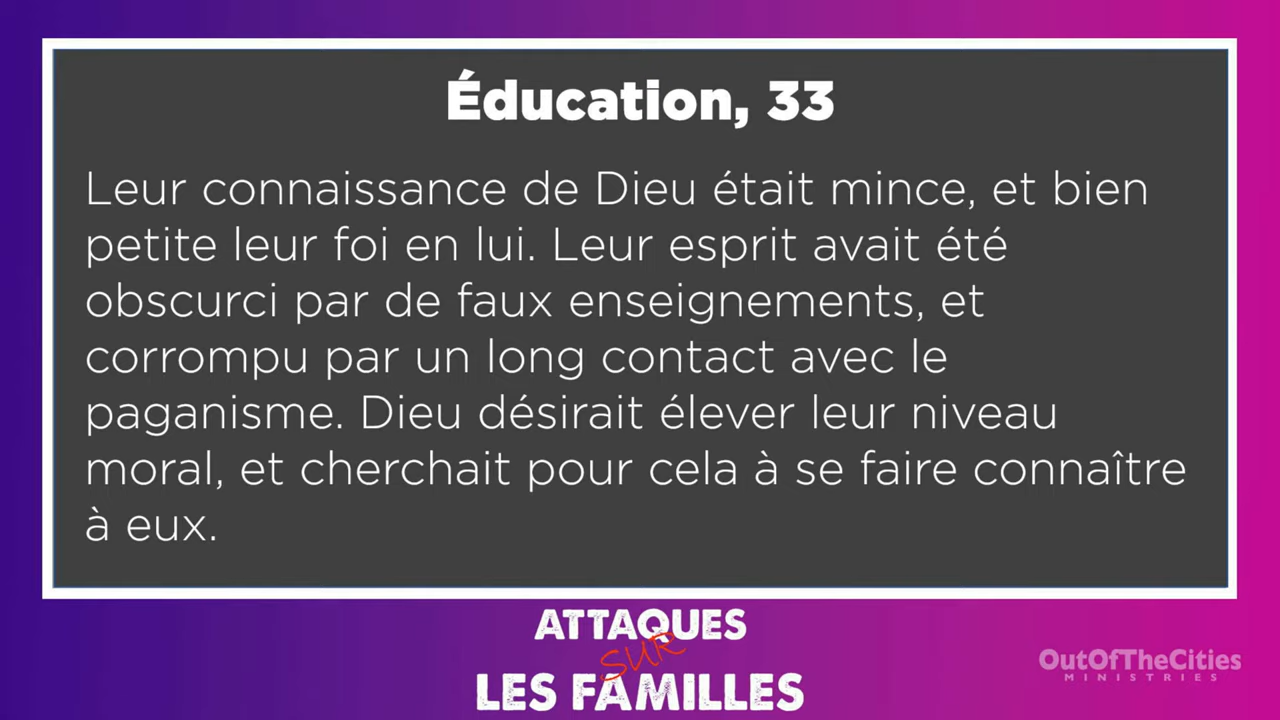 Éducation, 33
Leur connaissance de Dieu était mince, et bien
petite leur foi en lui. Leur esprit avait été
obscurci par de faux enseignements, et
corrompu par un long contact avec le
paganisme. Dieu désirait élever leur niveau
moral, et cherchait pour cela à se faire connaître
à eux.
ATTAQUES
SUR
LES FAMILLES
OutOfTheCities
MINISTRIES